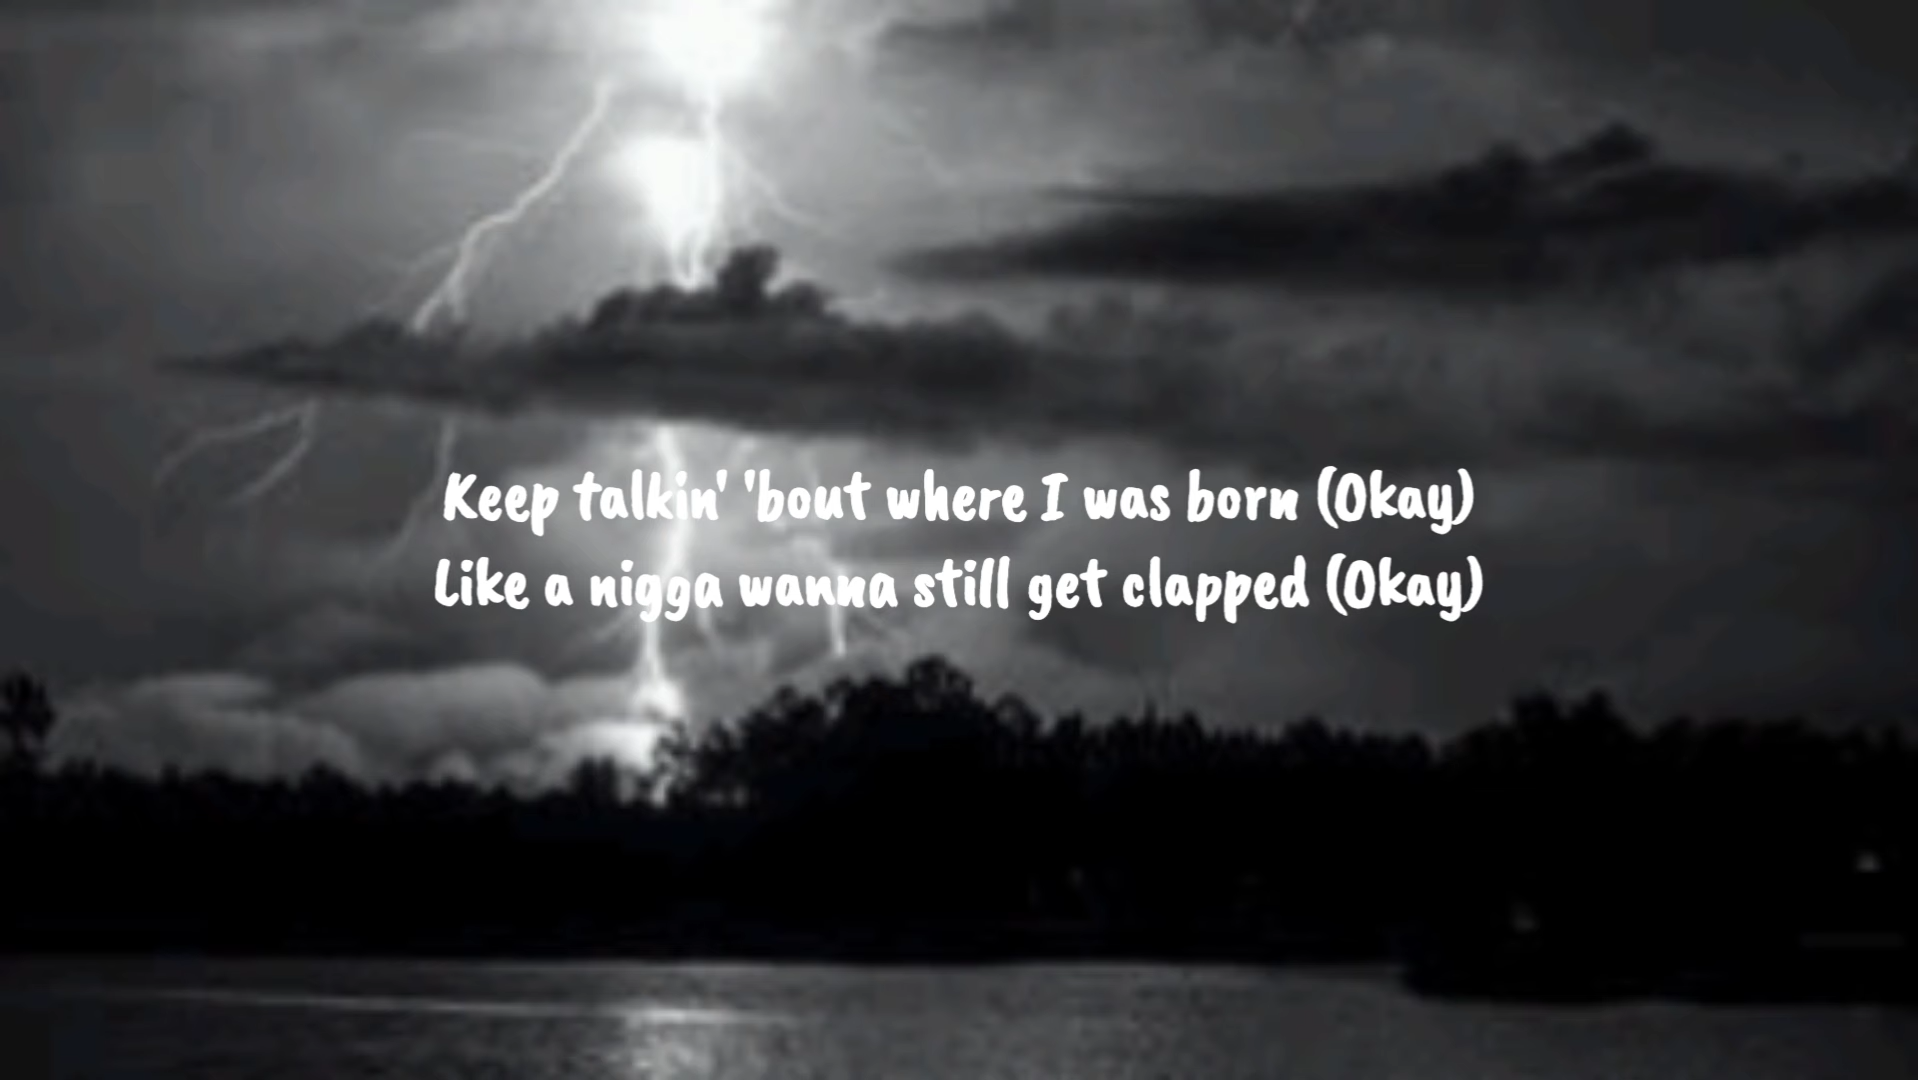 Keep talkin' 'bout where I was born (Okay)
Like a nigga wanna still get clapped (Okay)